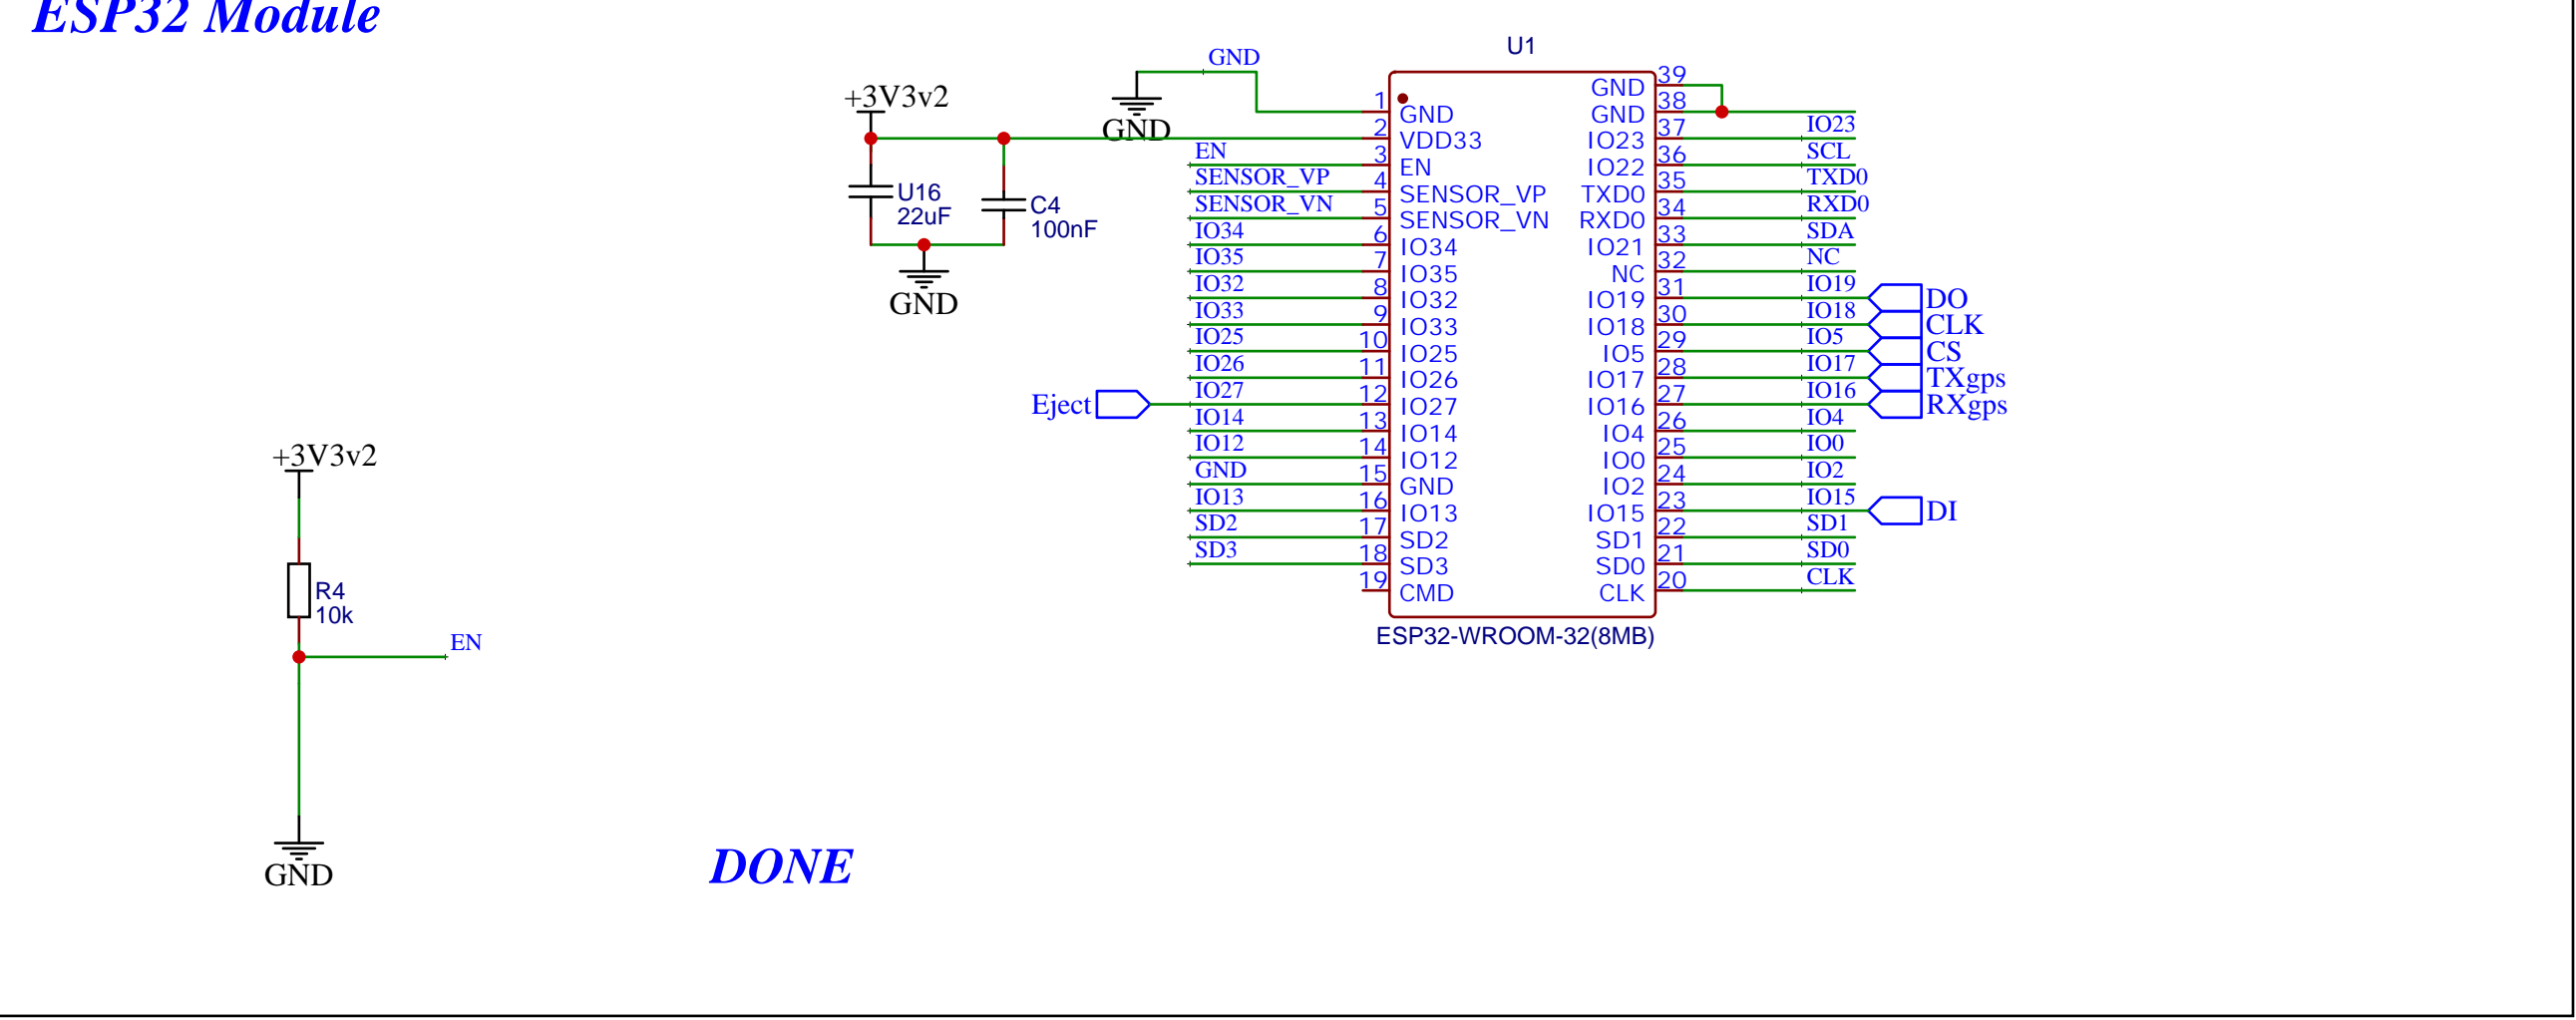 ESP32 Module
+3V3v2
U16
22uF
C4
100nF
GND
GND
GND
U1
1 GND
2 VDD33
EN 3 EN
SENSOR_VP 4 SENSOR_VP
SENSOR_VN 5 SENSOR_VN
IO34 6 IO34
IO35 7 IO35
IO32 8 IO32
IO33 9 IO33
IO25 10 IO25
IO26 11 IO26
Eject IO27 12 IO27
IO14 13 IO14
IO12 14 IO12
GND 15 GND
IO13 16 IO13
SD2 17 SD2
SD3 18 SD3
19 CMD
GND 39
GND 38
IO23 37 IO23
IO22 36 SCL
TXD0 35 TXD0
RXD0 34 RXD0
IO21 33 SDA
NC 32 NC
IO19 31 IO19 DO
IO18 30 IO18 CLK
IO5 29 IO5 CS
IO17 28 IO17 TXgps
IO16 27 IO16 RXgps
IO4 26 IO4
IO0 25 IO0
IO2 24 IO2
IO15 23 IO15 DI
SD1 22 SD1
SD0 21 SD0
CLK 20 CLK
ESP32-WROOM-32(8MB)
+3V3v2
R4
10k
EN
GND
DONE